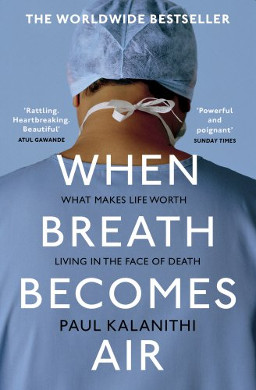 THE WORLDWIDE BESTSELLER
'Rattling.
Heartbreaking.
Beautiful'
ATUL GAWANDE
'Powerful
and
poignant'
SUNDAY TIMES
WHEN
WHAT MAKES LIFE WORTH
BREATH
LIVING IN THE FACE OF DEATH
BECOMES
PAUL KALANITHI
AIR